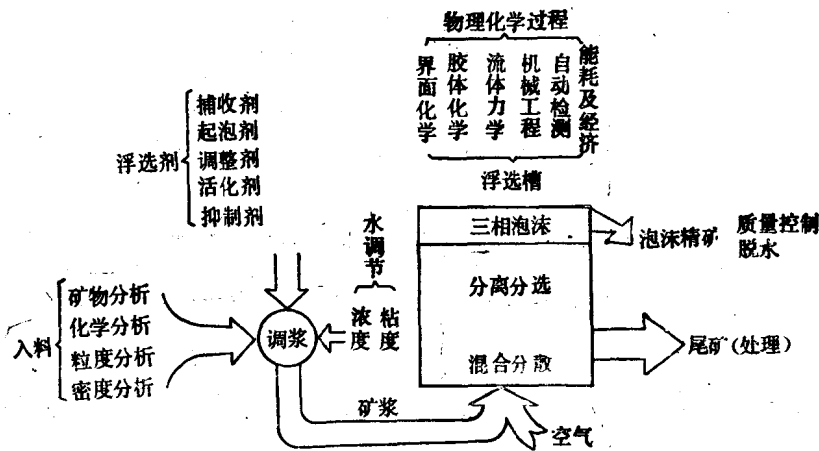 物理化学过程
界面化学
胶体化学
流体力学
机械工程
自动检测
能耗及经济
浮选槽
浮选剂
捕收剂
起泡剂
调整剂
活化剂
抑制剂
水调节
浓度
粘度
入料
矿物分析
化学分析
粒度分析
密度分析
调浆
矿浆
空气
三相泡沫
分离分选
混合分散
泡沫精矿
质量控制
脱水
尾矿(处理)